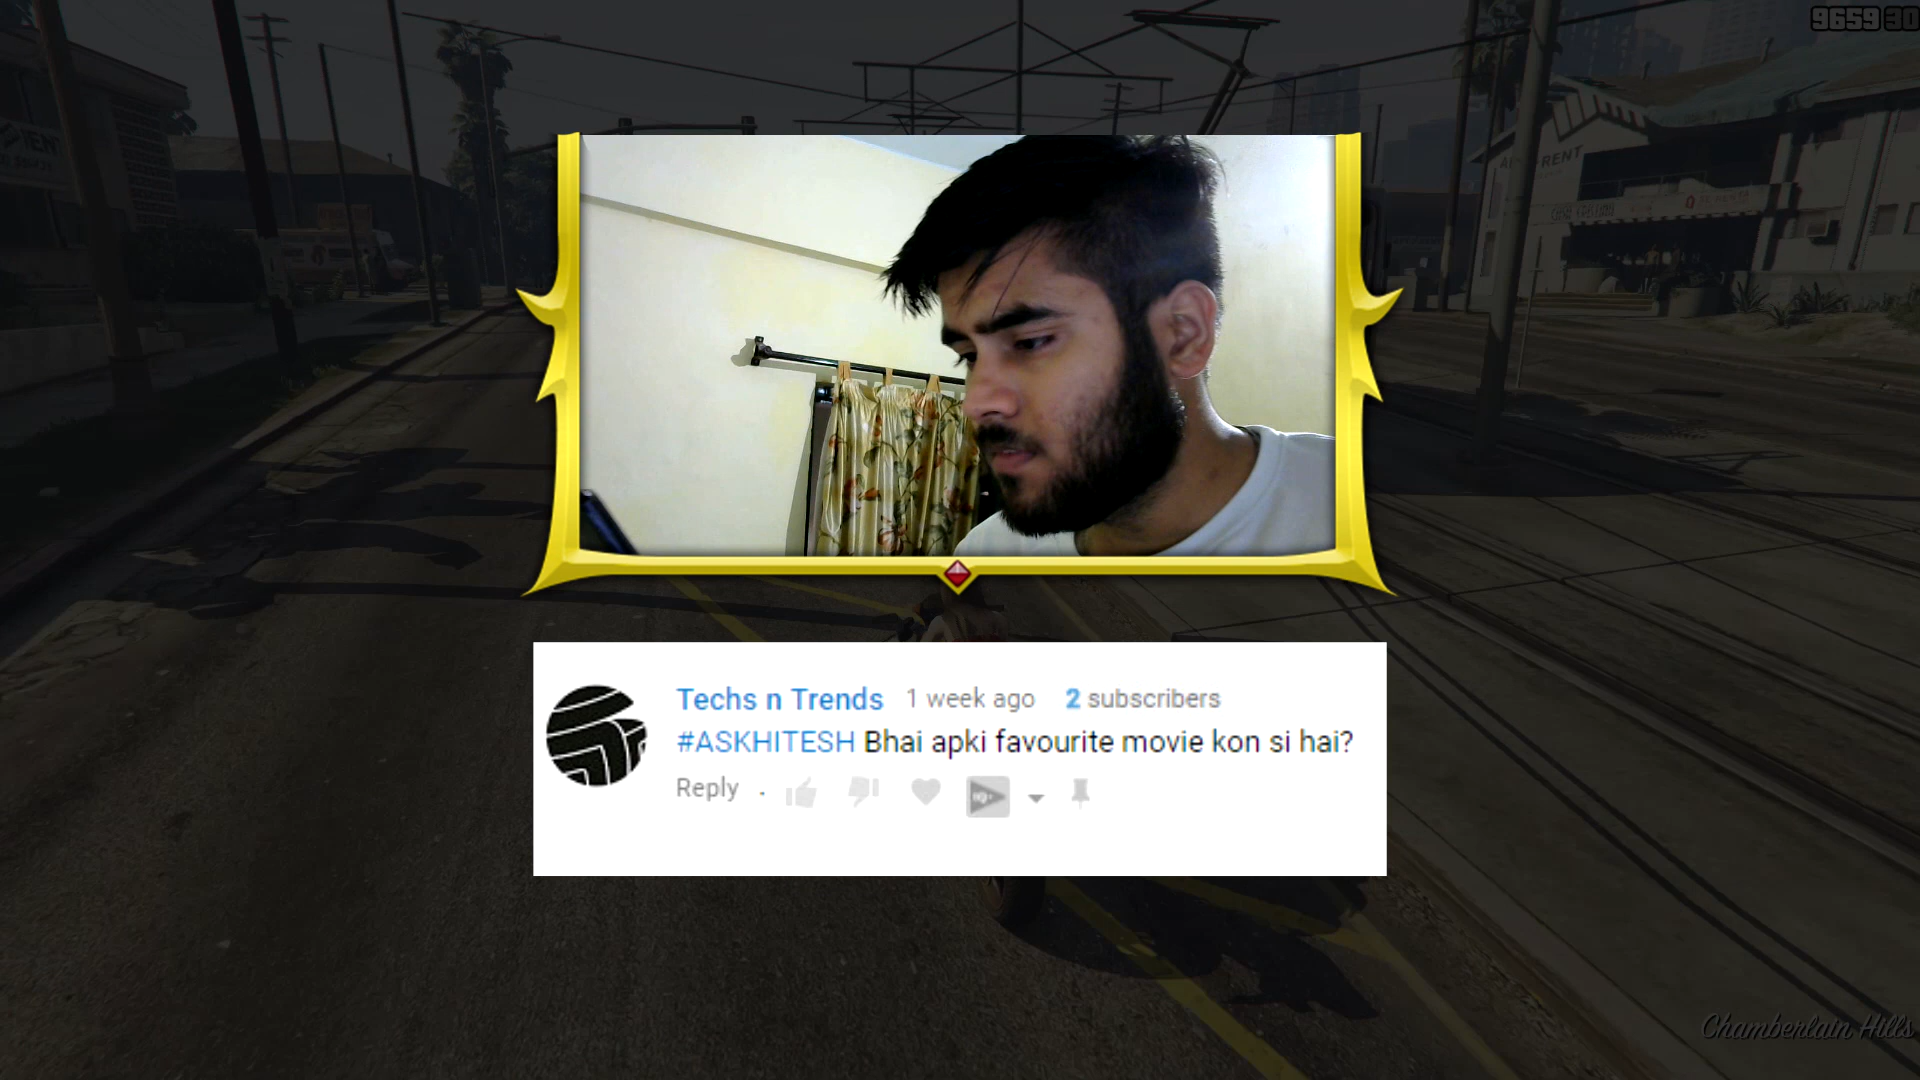 9659 30
Techs n Trends 1 week ago 2 subscribers
#ASKHITESH Bhai apki favourite movie kon si hai?
Reply
Chamberlain Hills